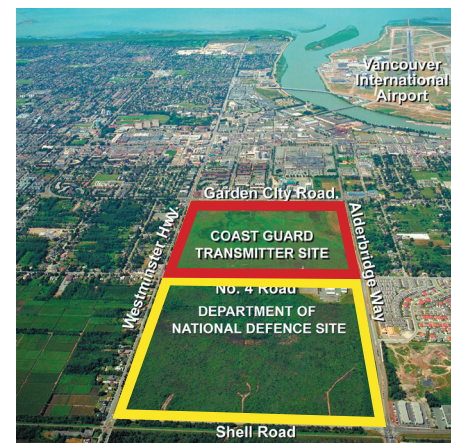 Vancouver
International
Airport
Garden City Road
Westminster Hwy.
Alderbridge Way
COAST GUARD
TRANSMITTER SITE
No. 4 Road
DEPARTMENT OF
NATIONAL DEFENCE SITE
Shell Road